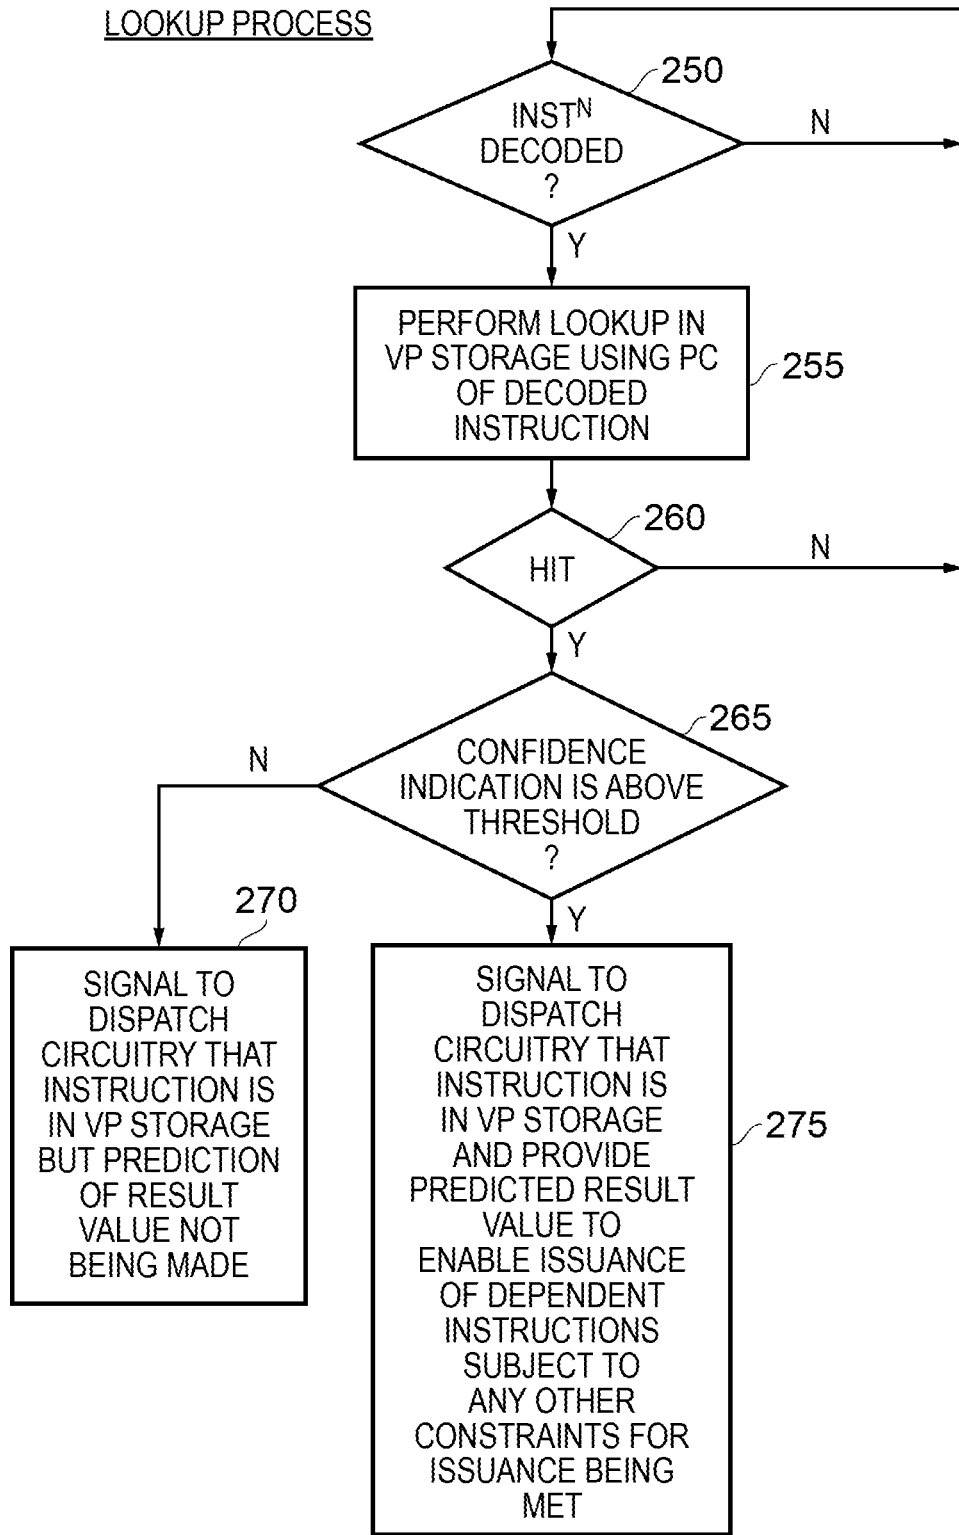 LOOKUP PROCESS
250
INSTᴺ
DECODED
?
N
Y
PERFORM LOOKUP IN
VP STORAGE USING PC
OF DECODED
INSTRUCTION
255
260
HIT
N
Y
265
CONFIDENCE
INDICATION IS ABOVE
THRESHOLD
?
N
Y
270
SIGNAL TO
DISPATCH
CIRCUITRY THAT
INSTRUCTION IS
IN VP STORAGE
BUT PREDICTION
OF RESULT
VALUE NOT
BEING MADE
SIGNAL TO
DISPATCH
CIRCUITRY THAT
INSTRUCTION IS
IN VP STORAGE
AND PROVIDE
PREDICTED RESULT
VALUE TO
ENABLE ISSUANCE
OF DEPENDENT
INSTRUCTIONS
SUBJECT TO
ANY OTHER
CONSTRAINTS FOR
ISSUANCE BEING
MET
275